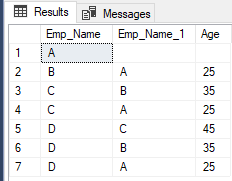 Results Messages
Emp_Name Emp_Name_1 Age
1 A
2 B A 25
3 C B 35
4 C A 25
5 D C 45
6 D B 35
7 D A 25